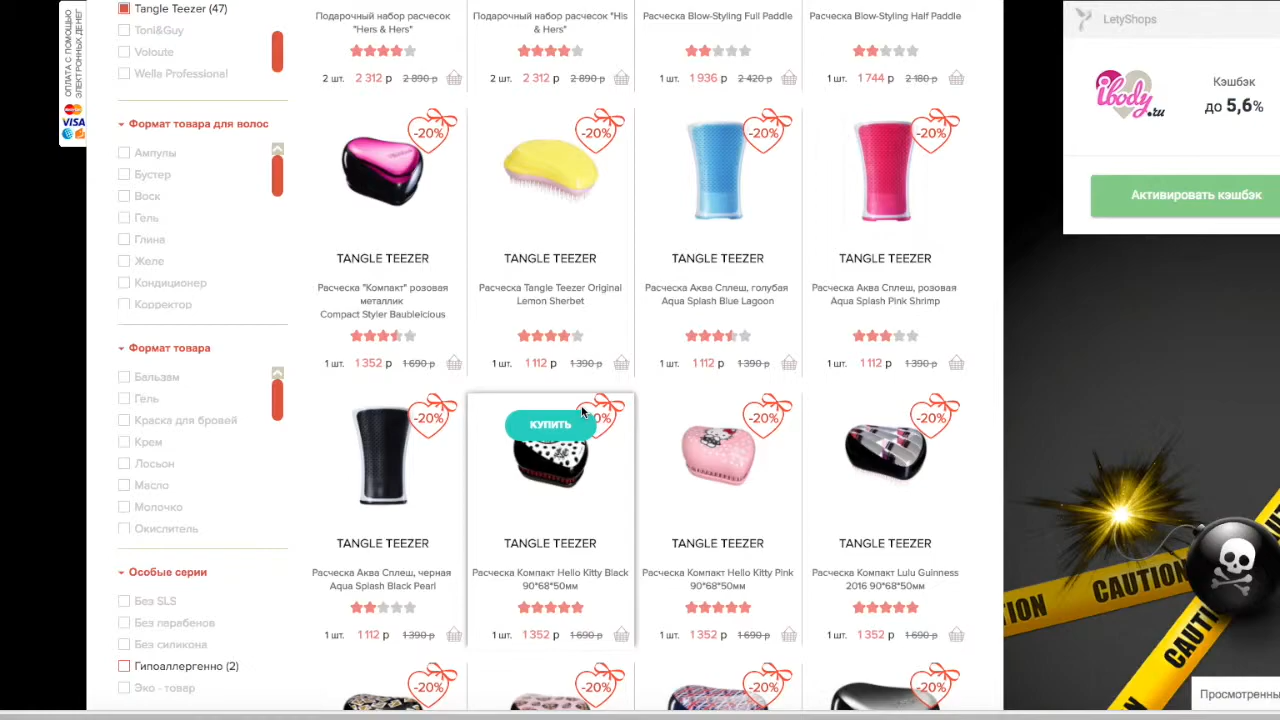 ОПЛАТА С ПОМОЩЬЮ
ЭЛЕКТРОННЫХ ДЕНЕГ
VISA
Tangle Teezer (47)
Toni&Guy
Voloute
Wella Professional
Формат товара для волос
Ампулы
Бустер
Воск
Гель
Глина
Желе
Кондиционер
Корректор
Формат товара
Бальзам
Гель
Краска для бровей
Крем
Лосьон
Масло
Молочко
Окислитель
Особые серии
Без SLS
Без парабенов
Без силикона
Гипоаллергенно (2)
Эко - товар
Подарочный набор расчесок
"Hers & Hers"
2 шт. 2 312 р 2 890 р
Подарочный набор расчесок "His
& Hers"
2 шт. 2 312 р 2 890 р
Расческа Blow-Styling Full Paddle
1 шт. 1 936 р 2 420 р
Расческа Blow-Styling Half Paddle
1 шт. 1 744 р 2 180 р
-20%
TANGLE TEEZER
Расческа "Компакт" розовая
металлик
Compact Styler Baublelicious
1 шт. 1 352 р 1 690 р
-20%
TANGLE TEEZER
Расческа Tangle Teezer Original
Lemon Sherbet
1 шт. 1 112 р 1 390 р
-20%
TANGLE TEEZER
Расческа Аква Сплеш, голубая
Aqua Splash Blue Lagoon
1 шт. 1 112 р 1 390 р
-20%
TANGLE TEEZER
Расческа Аква Сплеш, розовая
Aqua Splash Pink Shrimp
1 шт. 1 112 р 1 390 р
-20%
TANGLE TEEZER
Расческа Аква Сплеш, черная
Aqua Splash Black Pearl
1 шт. 1 112 р 1 390 р
КУПИТЬ
TANGLE TEEZER
Расческа Компакт Hello Kitty Black
90*68*50мм
1 шт. 1 352 р 1 690 р
-20%
TANGLE TEEZER
Расческа Компакт Hello Kitty Pink
90*68*50мм
1 шт. 1 352 р 1 690 р
-20%
TANGLE TEEZER
Расческа Компакт Lulu Guinness
2016 90*68*50мм
1 шт. 1 352 р 1 690 р
-20%
-20%
-20%
-20%
LetyShops
ibody.ru
Кэшбэк
до 5,6%
Активировать кэшбэк
CAUTION
Просмотренны